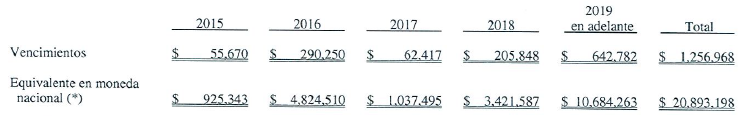 2019
2015 2016 2017 2018 en adelante Total
Vencimientos $ 55,670 $ 290,250 $ 62,417 $ 205,848 $ 642,782 $ 1,256,968
Equivalente en moneda
nacional (*) $ 925,343 $ 4,824,510 $ 1,037,495 $ 3,421,587 $ 10,684,263 $ 20,893,198